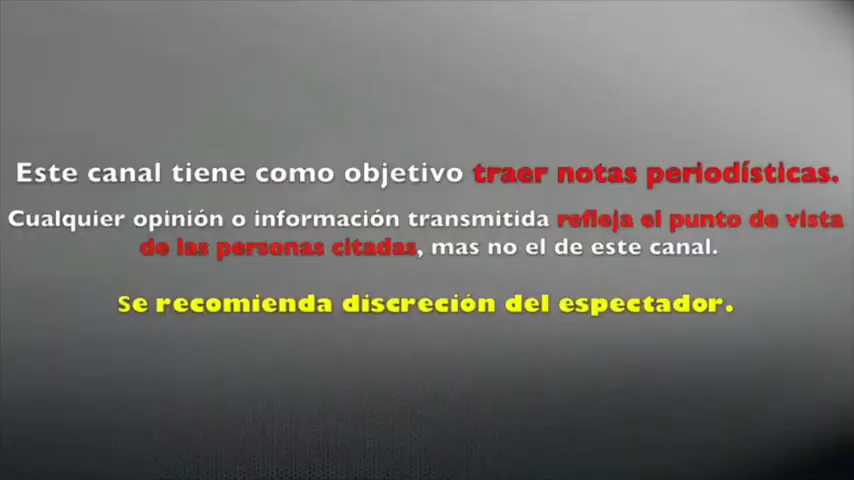 Este canal tiene como objetivo traer notas periodísticas.
Cualquier opinión o información transmitida refleja el punto de vista
de las personas citadas, mas no el de este canal.
Se recomienda discreción del espectador.